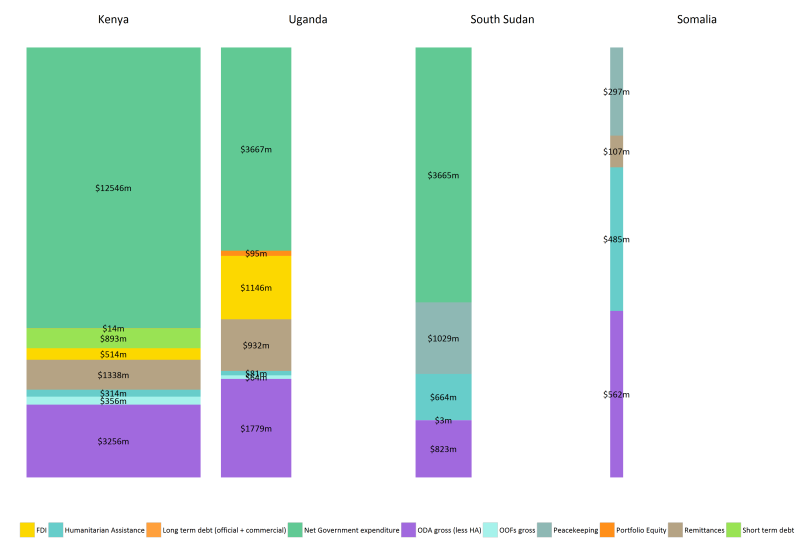 Kenya
Uganda
South Sudan
Somalia
$12546m
$14m
$893m
$514m
$1338m
$314m
$356m
$3256m
$3667m
$95m
$1146m
$932m
$81m
$64m
$1779m
$3665m
$1029m
$664m
$3m
$823m
$297m
$107m
$485m
$562m
FDI Humanitarian Assistance Long term debt (official + commercial) Net Government expenditure ODA gross (less HA) OOFs gross Peacekeeping Portfolio Equity Remittances Short term debt